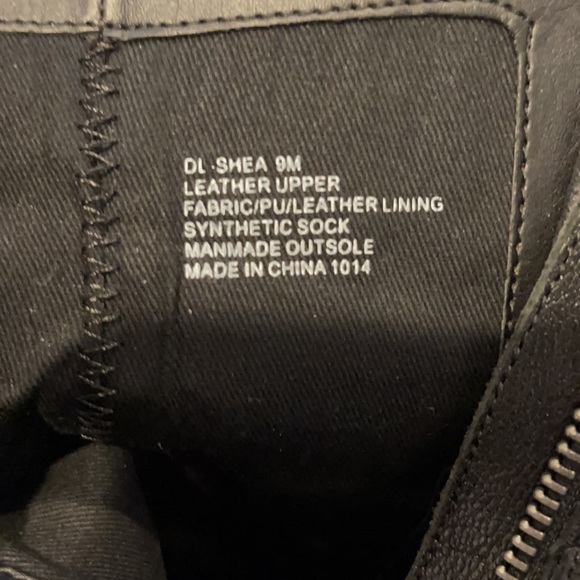 DL-SHEA 9M
LEATHER UPPER
FABRIC/PU/LEATHER LINING
SYNTHETIC SOCK
MANMADE OUTSOLE
MADE IN CHINA 1014